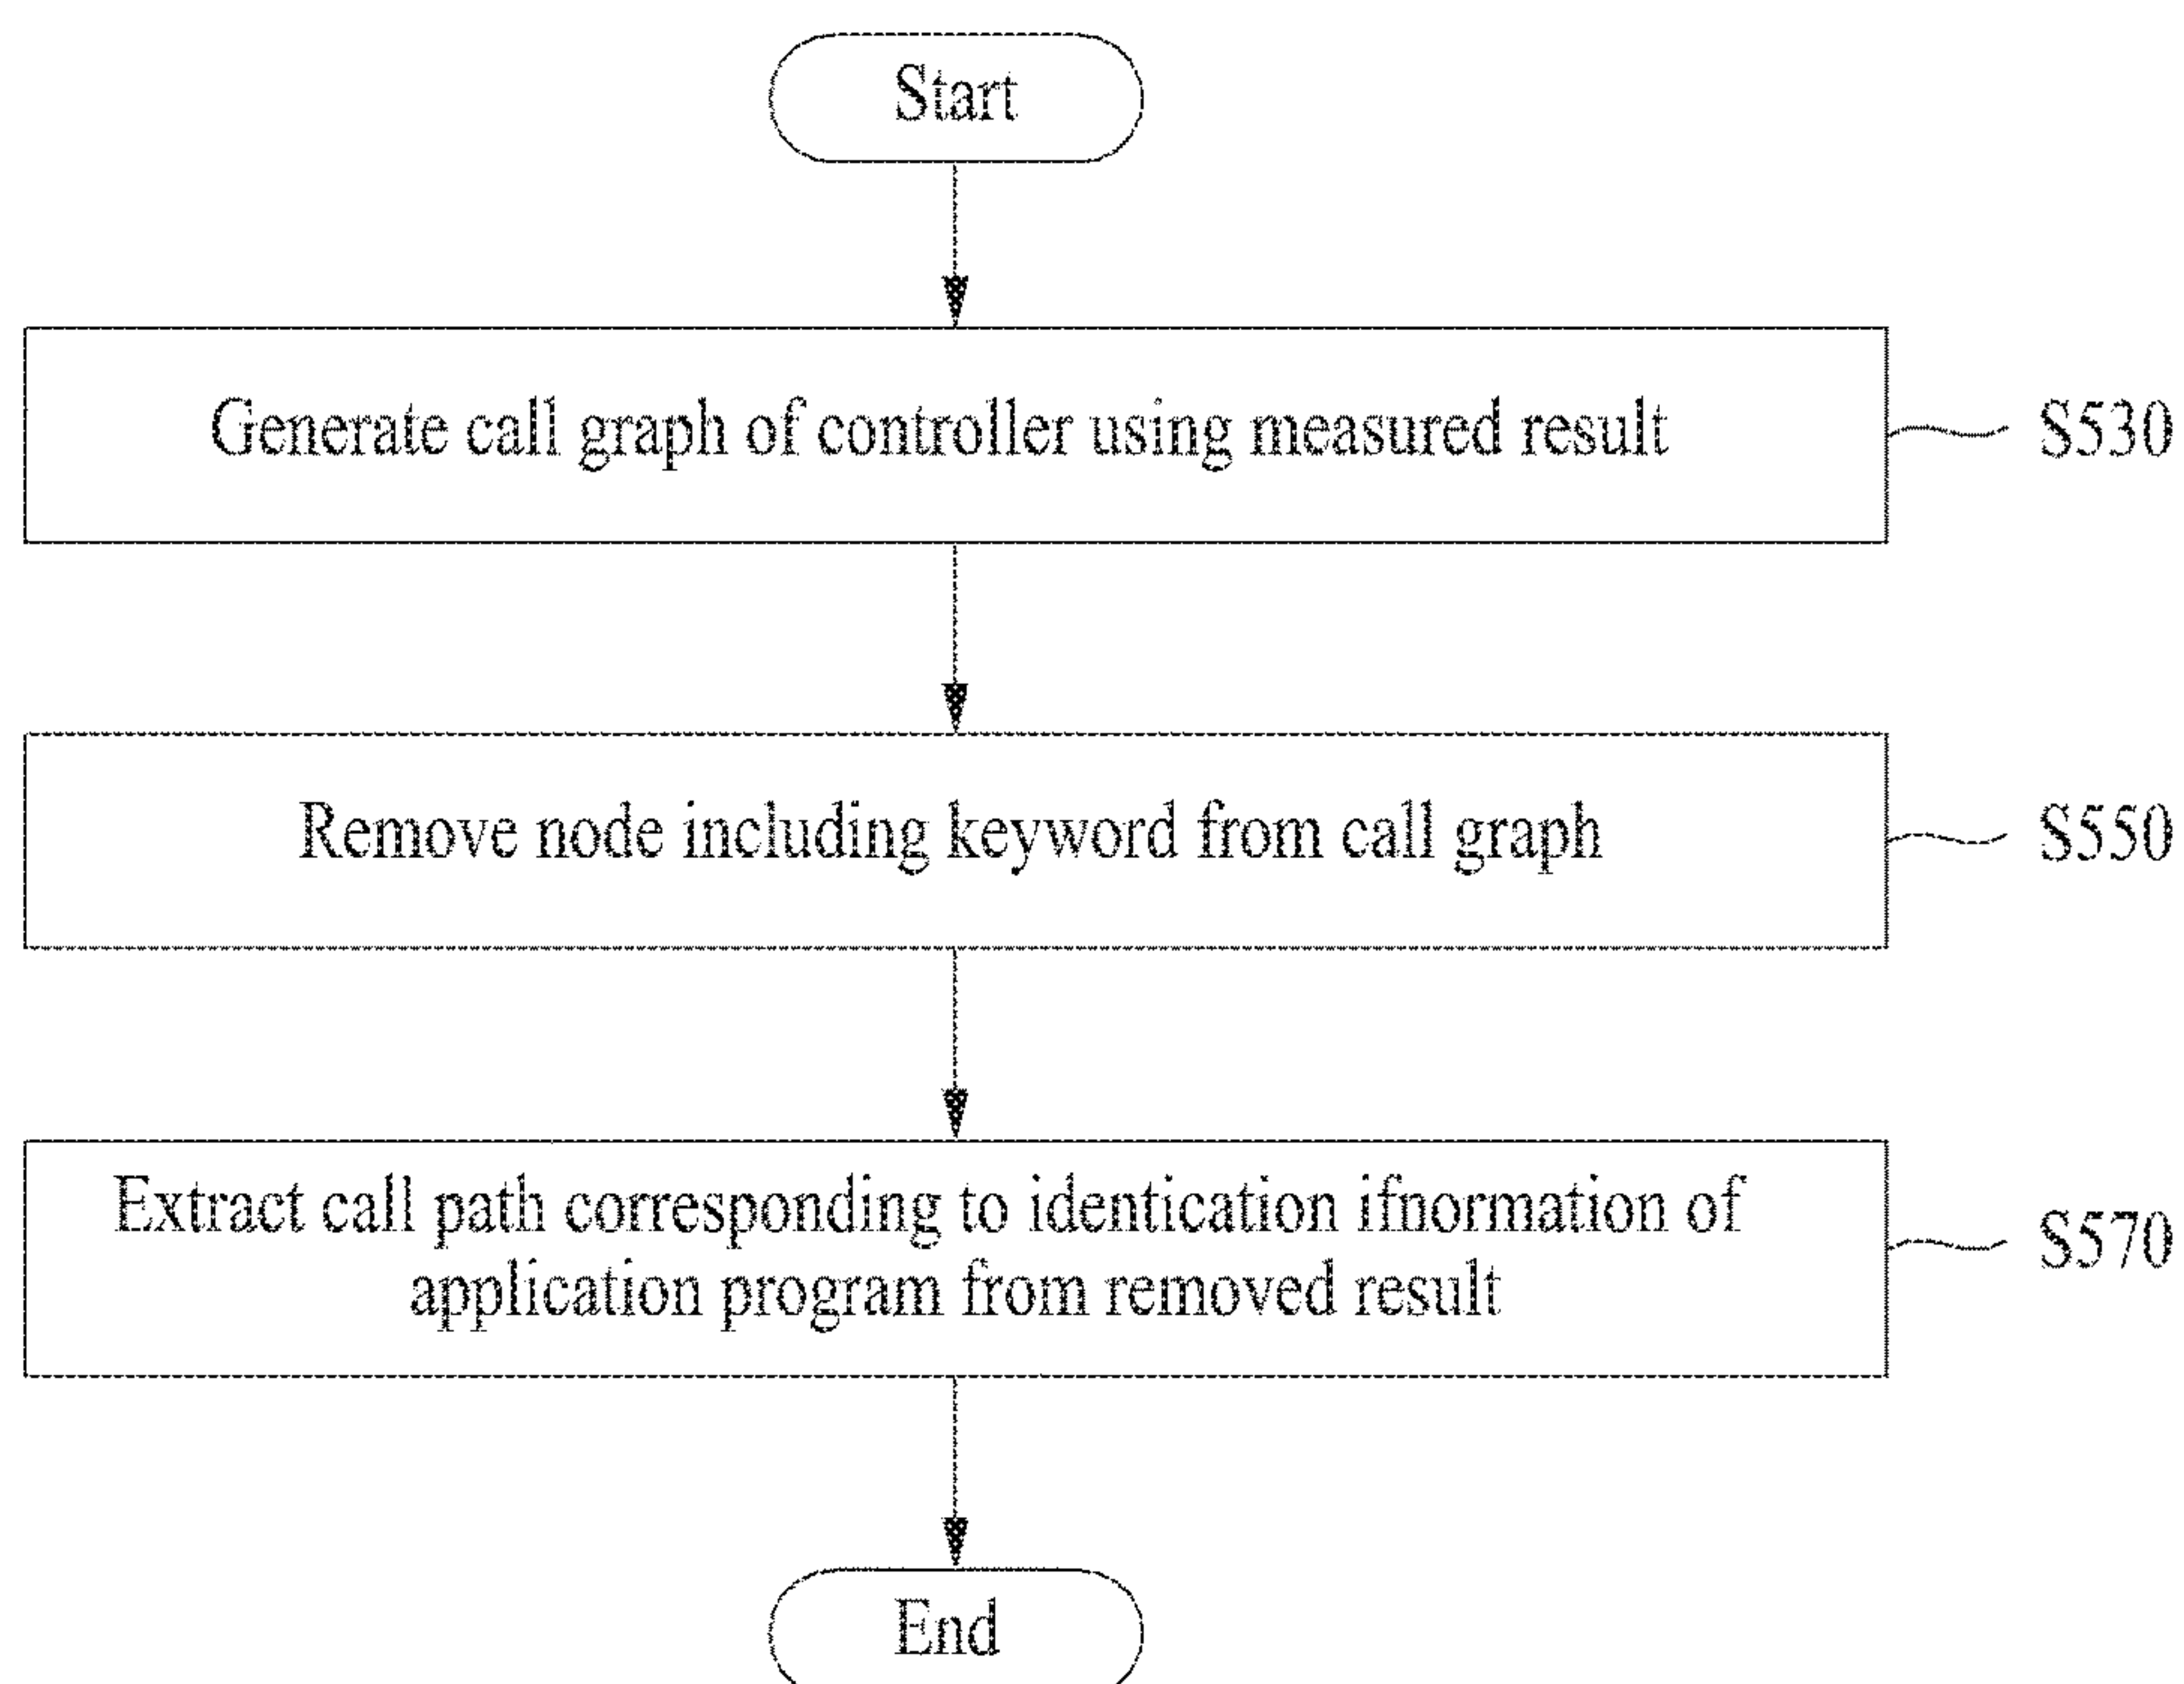 Start
Generate call graph of controller using measured result
S530
Remove node including keyword from call graph
S550
Extract call path corresponding to identication ifnormation of
application program from removed result
S570
End